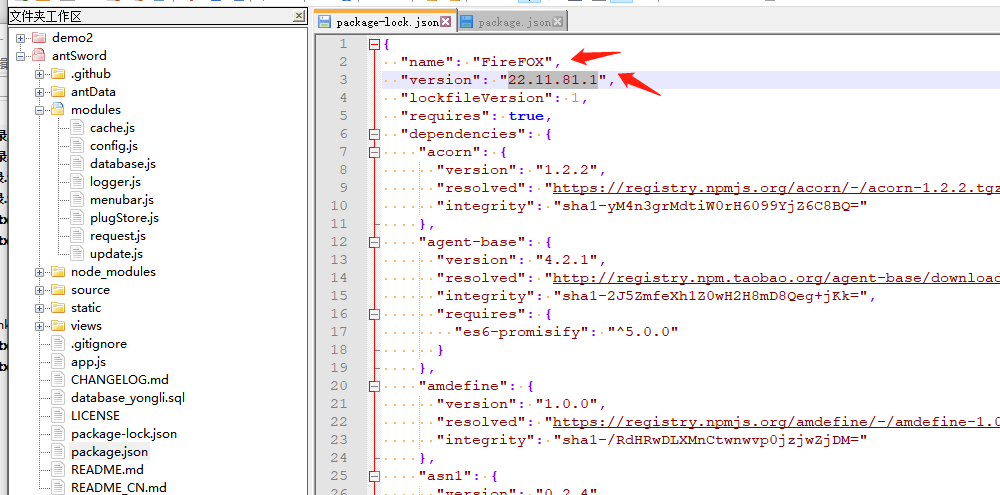 文件夹工作区
demo2
antSword
.github
antData
modules
cache.js
config.js
database.js
logger.js
menubar.js
plugStore.js
request.js
update.js
node_modules
source
static
views
.gitignore
app.js
CHANGELOG.md
database_yongli.sql
LICENSE
package-lock.json
package.json
README.md
README_CN.md
package-lock.json
package.json
1 {
2 "name": "FireFOX",
3 "version": "22.11.81.1",
4 "lockfileVersion": 1,
5 "requires": true,
6 "dependencies": {
7 "acorn": {
8 "version": "1.2.2",
9 "resolved": "https://registry.npmjs.org/acorn/-/acorn-1.2.2.tgz
10 "integrity": "sha1-yM4n3grMdtiW0rH6099YjZ6C8BQ="
11 },
12 "agent-base": {
13 "version": "4.2.1",
14 "resolved": "http://registry.npm.taobao.org/agent-base/download
15 "integrity": "sha1-2J5ZmfeXh1Z0wH2H8mD8Qeg+jKk=",
16 "requires": {
17 "es6-promisify": "^5.0.0"
18 }
19 },
20 "amdefine": {
21 "version": "1.0.0",
22 "resolved": "https://registry.npmjs.org/amdefine/-/amdefine-1.0
23 "integrity": "sha1-/RdHRwDLXMnCtwnwvp0jzjwZjDM="
24 },
25 "asn1": {
26 "version": "0.2.4"